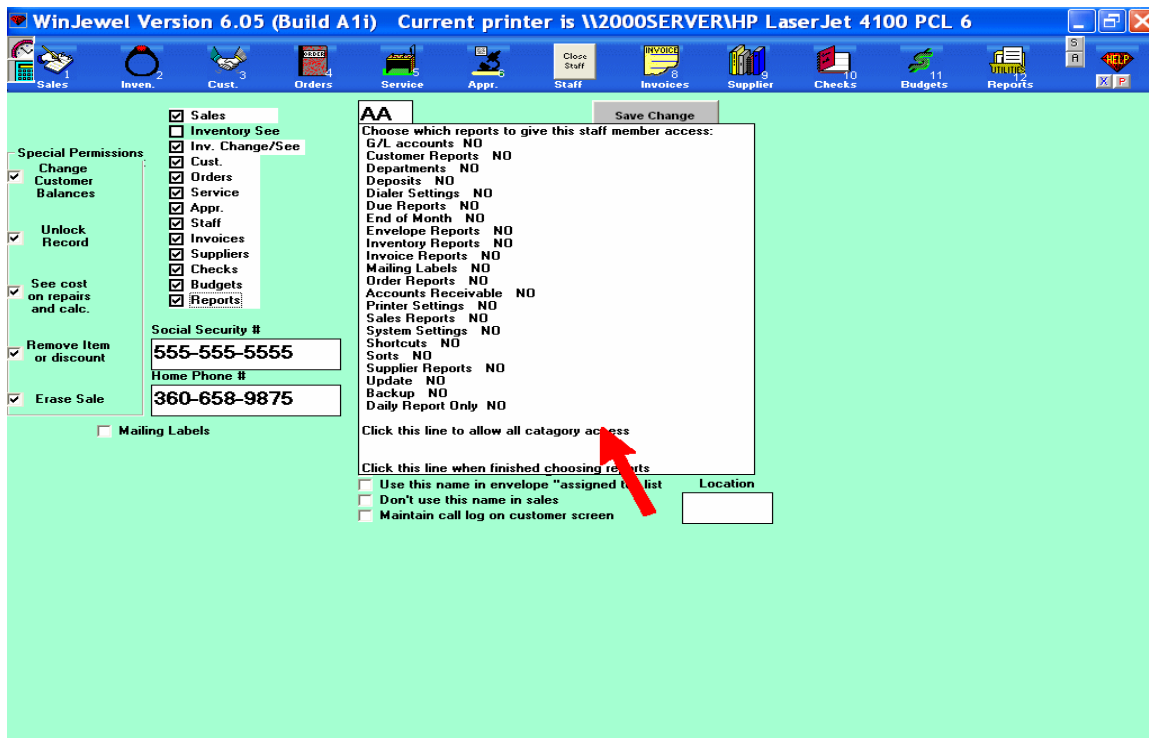 WinJewel Version 6.05 (Build A1i) Current printer is \\2000SERVER\HP LaserJet 4100 PCL 6
ORDER
Close
Staff
INVOICE
UTILITIES
S
A
HELP
X P
1 2 3 4 5 6 8 9 10 11 12
Sales Inven. Cust. Orders Service Appr. Staff Invoices Supplier Checks Budgets Reports
Special Permissions
Change
Customer
Balances
Unlock
Record
See cost
on repairs
and calc.
Remove Item
or discount
Erase Sale
Sales
Inventory See
Inv. Change/See
Cust.
Orders
Service
Appr.
Staff
Invoices
Suppliers
Checks
Budgets
Reports
Social Security #
555-555-5555
Home Phone #
360-658-9875
Mailing Labels
AA
Save Change
Choose which reports to give this staff member access:
G/L accounts NO
Customer Reports NO
Departments NO
Deposits NO
Dialer Settings NO
Due Reports NO
End of Month NO
Envelope Reports NO
Inventory Reports NO
Invoice Reports NO
Mailing Labels NO
Order Reports NO
Accounts Receivable NO
Printer Settings NO
Sales Reports NO
System Settings NO
Shortcuts NO
Sorts NO
Supplier Reports NO
Update NO
Backup NO
Daily Report Only NO
Click this line to allow all catagory access
Click this line when finished choosing reports
Use this name in envelope "assigned to" list
Don't use this name in sales
Maintain call log on customer screen
Location